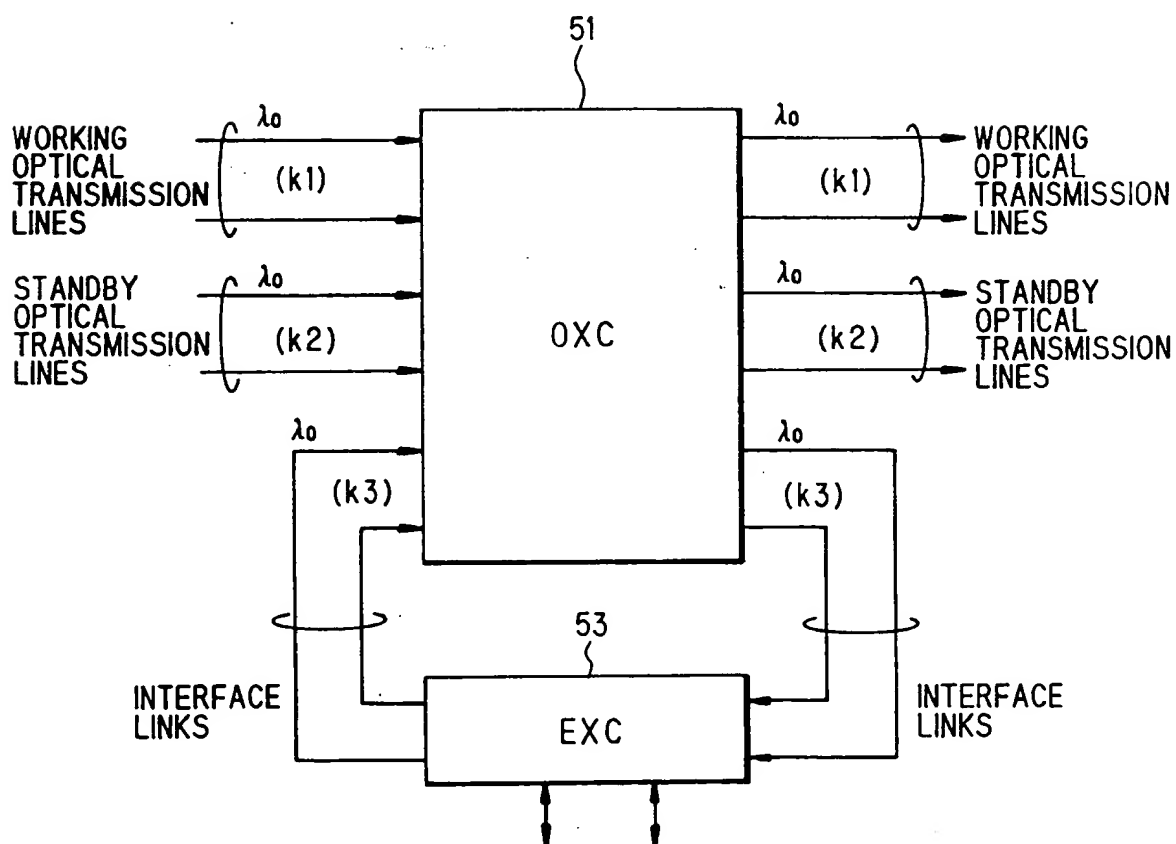 51
λ0
λ0
WORKING
OPTICAL
TRANSMISSION
LINES
(k1)
(k1)
WORKING
OPTICAL
TRANSMISSION
LINES
λ0
λ0
STANDBY
OPTICAL
TRANSMISSION
LINES
(k2)
OXC
(k2)
STANDBY
OPTICAL
TRANSMISSION
LINES
λ0
λ0
(k3)
(k3)
53
INTERFACE
LINKS
EXC
INTERFACE
LINKS